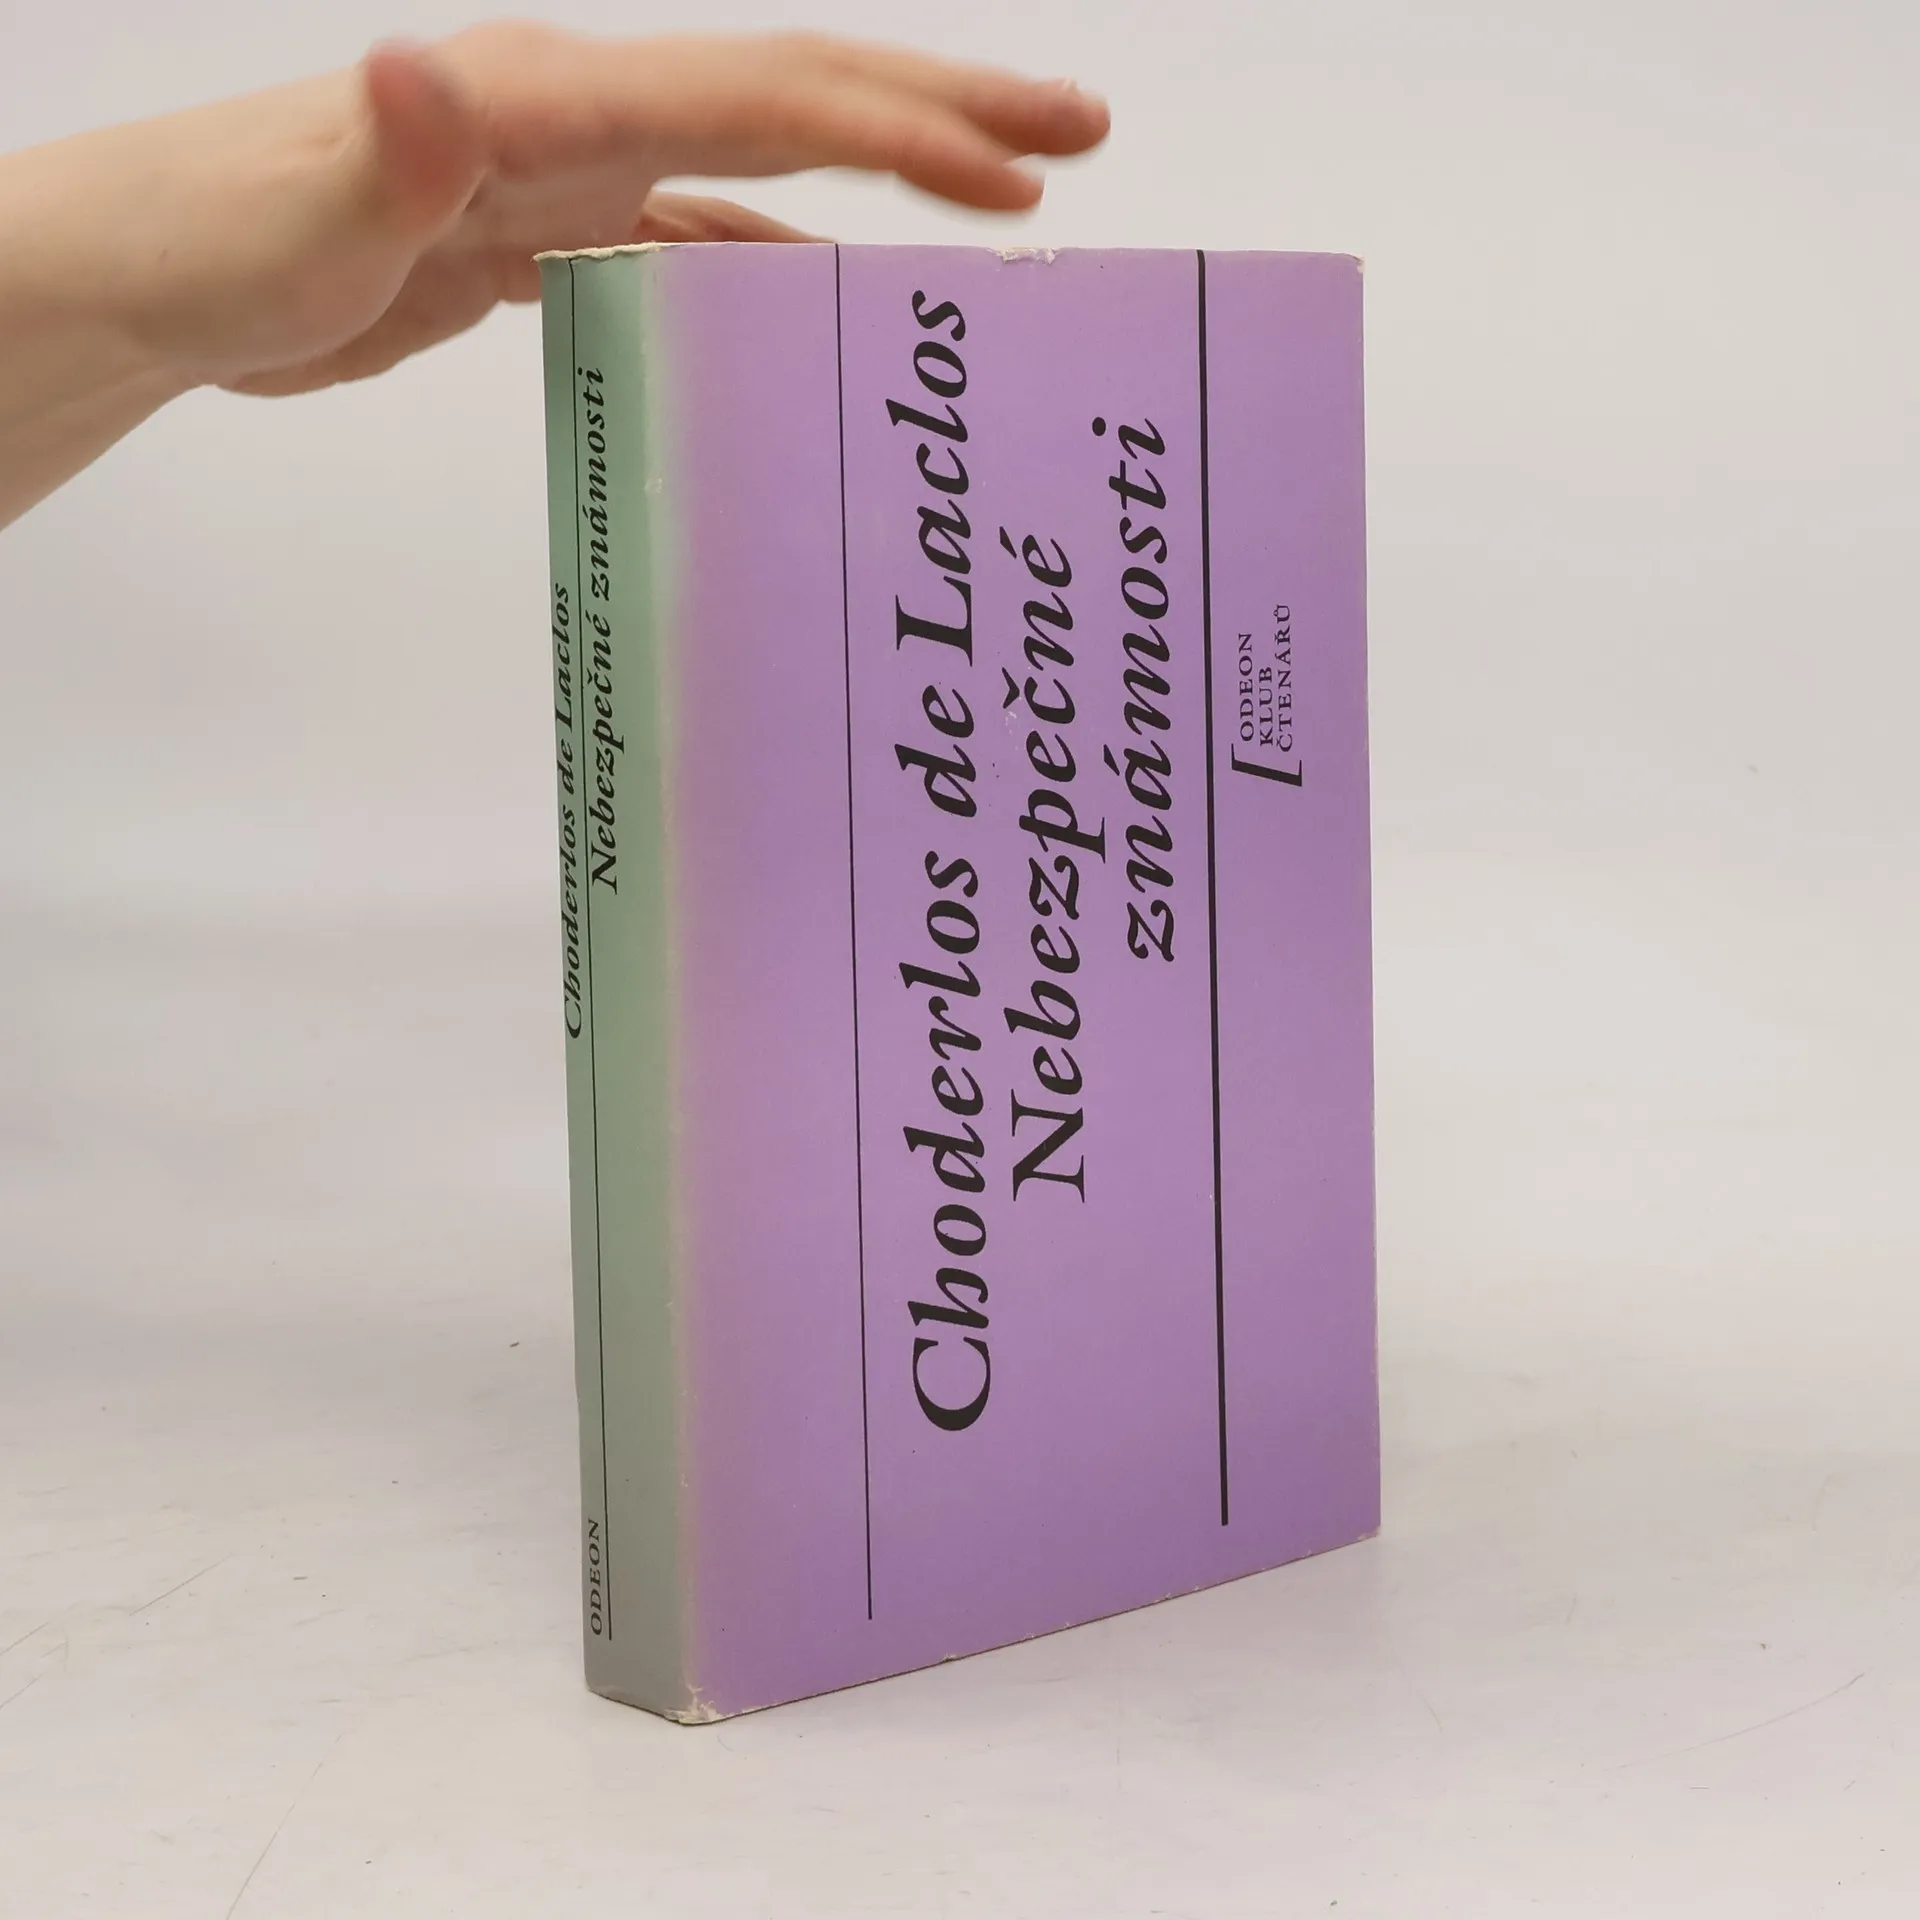 Choderlos de Laclos
Nebezpečné známosti
ODEON
Choderlos de Laclos
Nebezpečné
známosti
ODEON
KLUB
ČTENÁŘŮ